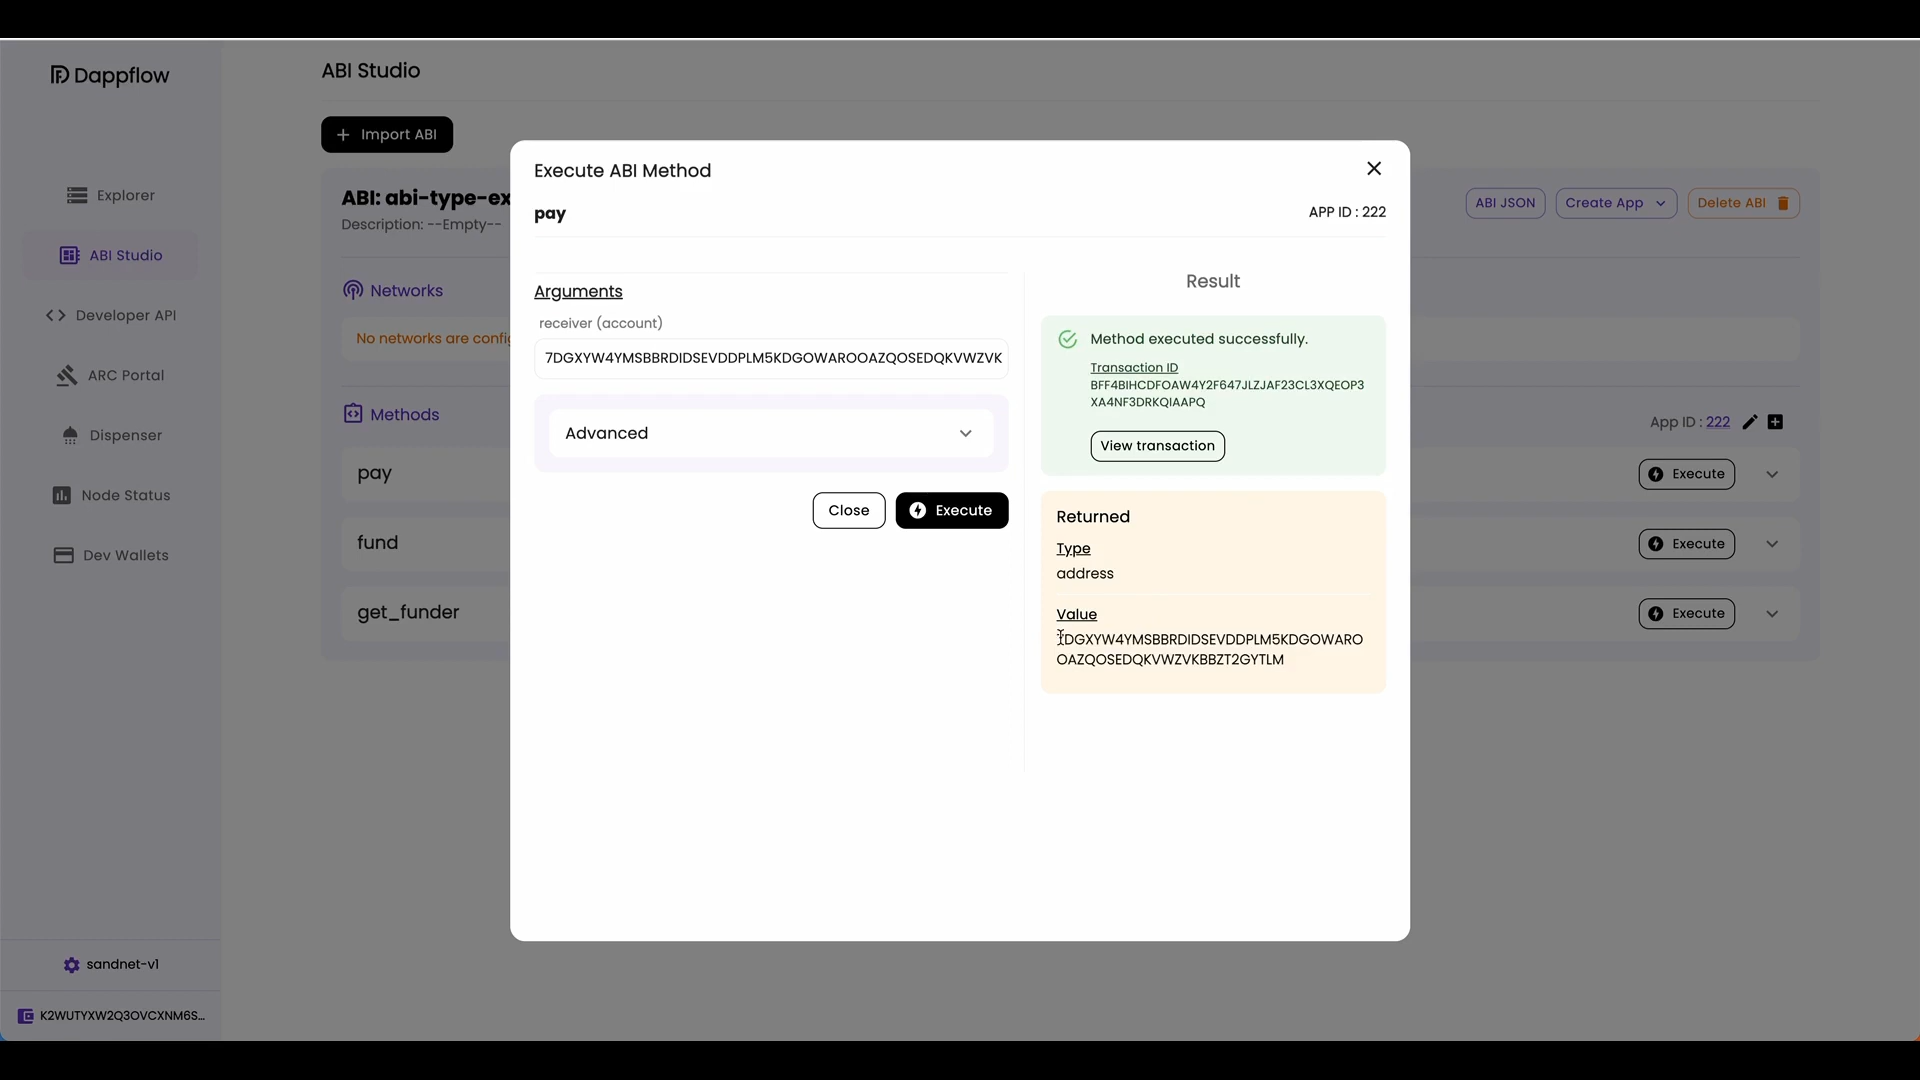 Dappflow
Explorer
ABI Studio
Developer API
ARC Portal
Dispenser
Node Status
Dev Wallets
sandnet-v1
K2WUTYXW2Q3OVCXNM6S...
ABI Studio
+ Import ABI
ABI: abi-type-ex
Description: --Empty--
ABI JSON
Create App
Delete ABI
Networks
No networks are config
Methods
App ID : 222
pay
Execute
fund
Execute
get_funder
Execute
Execute ABI Method
pay
APP ID : 222
Arguments
receiver (account)
7DGXYW4YMSBBRDIDSEVDDPLM5KDGOWAROOAZQOSEDQKVWZVK
Advanced
Close
Execute
Result
Method executed successfully.
Transaction ID
BFF4BIHCDFOAW4Y2F647JLZJAF23CL3XQEOP3
XA4NF3DRKQIAAPQ
View transaction
Returned
Type
address
Value
7DGXYW4YMSBBRDIDSEVDDPLM5KDGOWARO
OAZQOSEDQKVWZVKBBZT2GYTLM